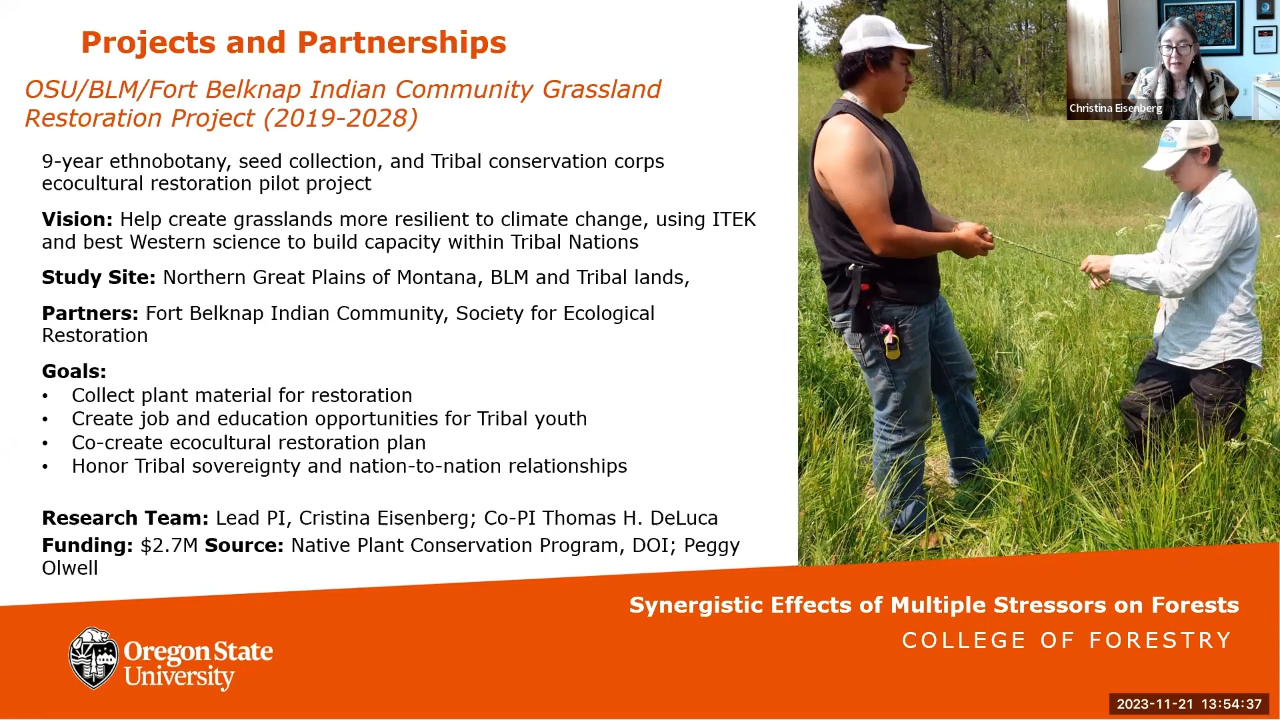 Projects and Partnerships
OSU/BLM/Fort Belknap Indian Community Grassland
Restoration Project (2019-2028)
9-year ethnobotany, seed collection, and Tribal conservation corps
ecocultural restoration pilot project
Vision: Help create grasslands more resilient to climate change, using ITEK
and best Western science to build capacity within Tribal Nations
Study Site: Northern Great Plains of Montana, BLM and Tribal lands,
Partners: Fort Belknap Indian Community, Society for Ecological
Restoration
Goals:
• Collect plant material for restoration
• Create job and education opportunities for Tribal youth
• Co-create ecocultural restoration plan
• Honor Tribal sovereignty and nation-to-nation relationships
Research Team: Lead PI, Cristina Eisenberg; Co-PI Thomas H. DeLuca
Funding: $2.7M Source: Native Plant Conservation Program, DOI; Peggy
Olwell
Christina Eisenberg
Synergistic Effects of Multiple Stressors on Forests
COLLEGE OF FORESTRY
Oregon State
University
2023-11-21 13:54:37